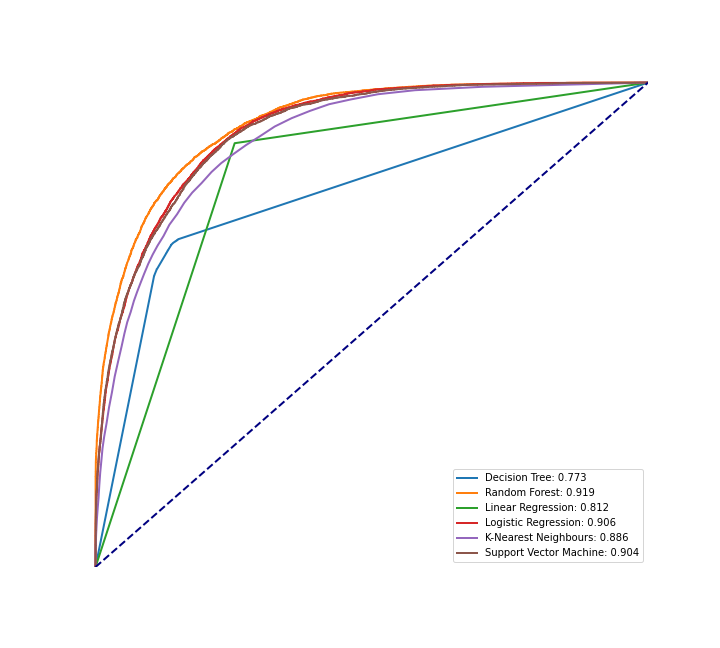 Decision Tree: 0.773
Random Forest: 0.919
Linear Regression: 0.812
Logistic Regression: 0.906
K-Nearest Neighbours: 0.886
Support Vector Machine: 0.904